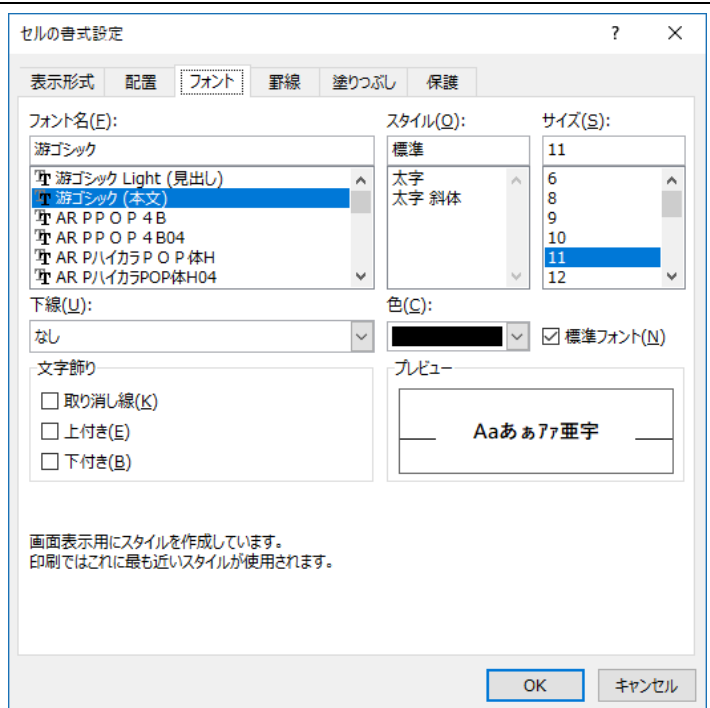 セルの書式設定
表示形式 配置 フォント 罫線 塗りつぶし 保護
フォント名(F): スタイル(O): サイズ(S):
游ゴシック 標準 11
游ゴシック Light (見出し) 太字 6
游ゴシック (本文) 太字 斜体 8
AR P P O P 4 B 9
AR P P O P 4 B04 10
AR PハイカラＰＯＰ体H 11
AR PハイカラPOP体H04 12
下線(U): 色(C):
なし 標準フォント(N)
文字飾り プレビュー
取り消し線(K)
上付き(E) Aaあぁアァ亜宇
下付き(B)
画面表示用にスタイルを作成しています。
印刷ではこれに最も近いスタイルが使用されます。
OK キャンセル